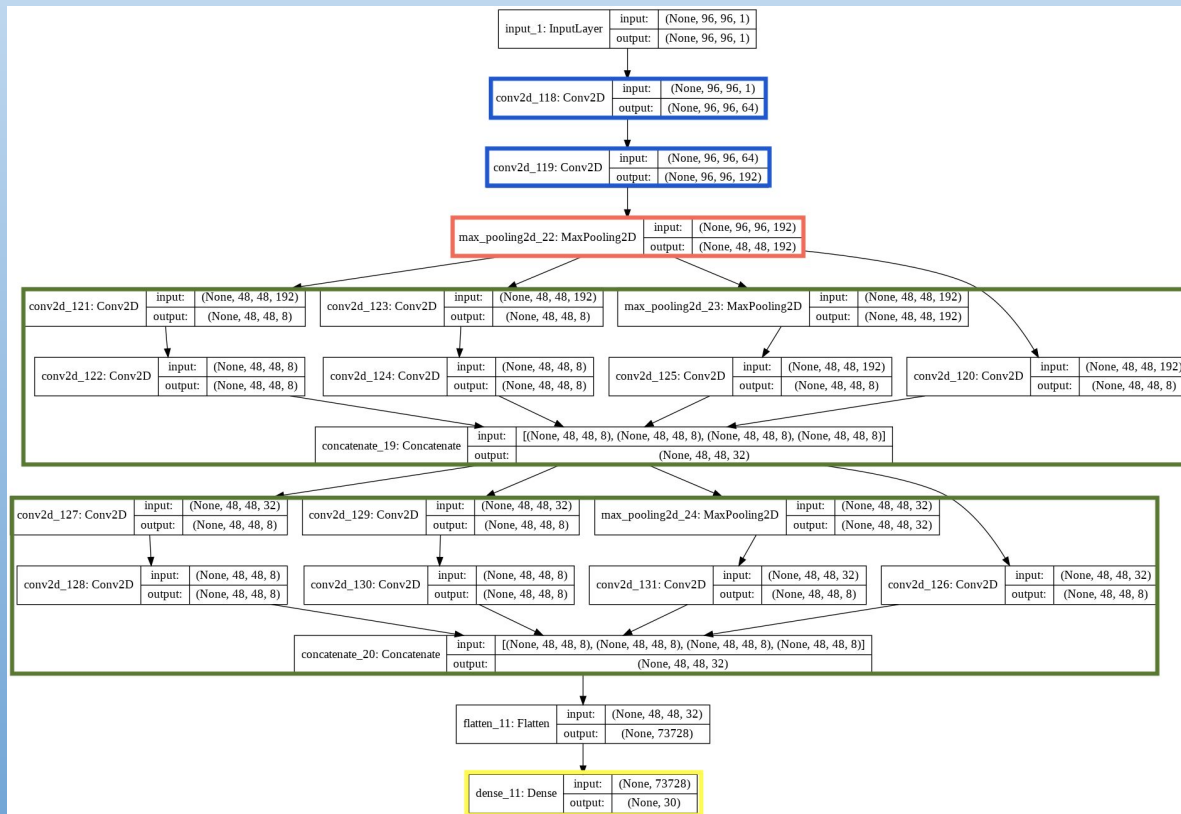 input_1: InputLayer
input: (None, 96, 96, 1)
output: (None, 96, 96, 1)
conv2d_118: Conv2D
input: (None, 96, 96, 1)
output: (None, 96, 96, 64)
conv2d_119: Conv2D
input: (None, 96, 96, 64)
output: (None, 96, 96, 192)
max_pooling2d_22: MaxPooling2D
input: (None, 96, 96, 192)
output: (None, 48, 48, 192)
conv2d_121: Conv2D
input: (None, 48, 48, 192)
output: (None, 48, 48, 8)
conv2d_123: Conv2D
input: (None, 48, 48, 192)
output: (None, 48, 48, 8)
max_pooling2d_23: MaxPooling2D
input: (None, 48, 48, 192)
output: (None, 48, 48, 192)
conv2d_122: Conv2D
input: (None, 48, 48, 8)
output: (None, 48, 48, 8)
conv2d_124: Conv2D
input: (None, 48, 48, 8)
output: (None, 48, 48, 8)
conv2d_125: Conv2D
input: (None, 48, 48, 192)
output: (None, 48, 48, 8)
conv2d_120: Conv2D
input: (None, 48, 48, 192)
output: (None, 48, 48, 8)
concatenate_19: Concatenate
input: [(None, 48, 48, 8), (None, 48, 48, 8), (None, 48, 48, 8), (None, 48, 48, 8)]
output: (None, 48, 48, 32)
conv2d_127: Conv2D
input: (None, 48, 48, 32)
output: (None, 48, 48, 8)
conv2d_129: Conv2D
input: (None, 48, 48, 32)
output: (None, 48, 48, 8)
max_pooling2d_24: MaxPooling2D
input: (None, 48, 48, 32)
output: (None, 48, 48, 32)
conv2d_128: Conv2D
input: (None, 48, 48, 8)
output: (None, 48, 48, 8)
conv2d_130: Conv2D
input: (None, 48, 48, 8)
output: (None, 48, 48, 8)
conv2d_131: Conv2D
input: (None, 48, 48, 32)
output: (None, 48, 48, 8)
conv2d_126: Conv2D
input: (None, 48, 48, 32)
output: (None, 48, 48, 8)
concatenate_20: Concatenate
input: [(None, 48, 48, 8), (None, 48, 48, 8), (None, 48, 48, 8), (None, 48, 48, 8)]
output: (None, 48, 48, 32)
flatten_11: Flatten
input: (None, 48, 48, 32)
output: (None, 73728)
dense_11: Dense
input: (None, 73728)
output: (None, 30)